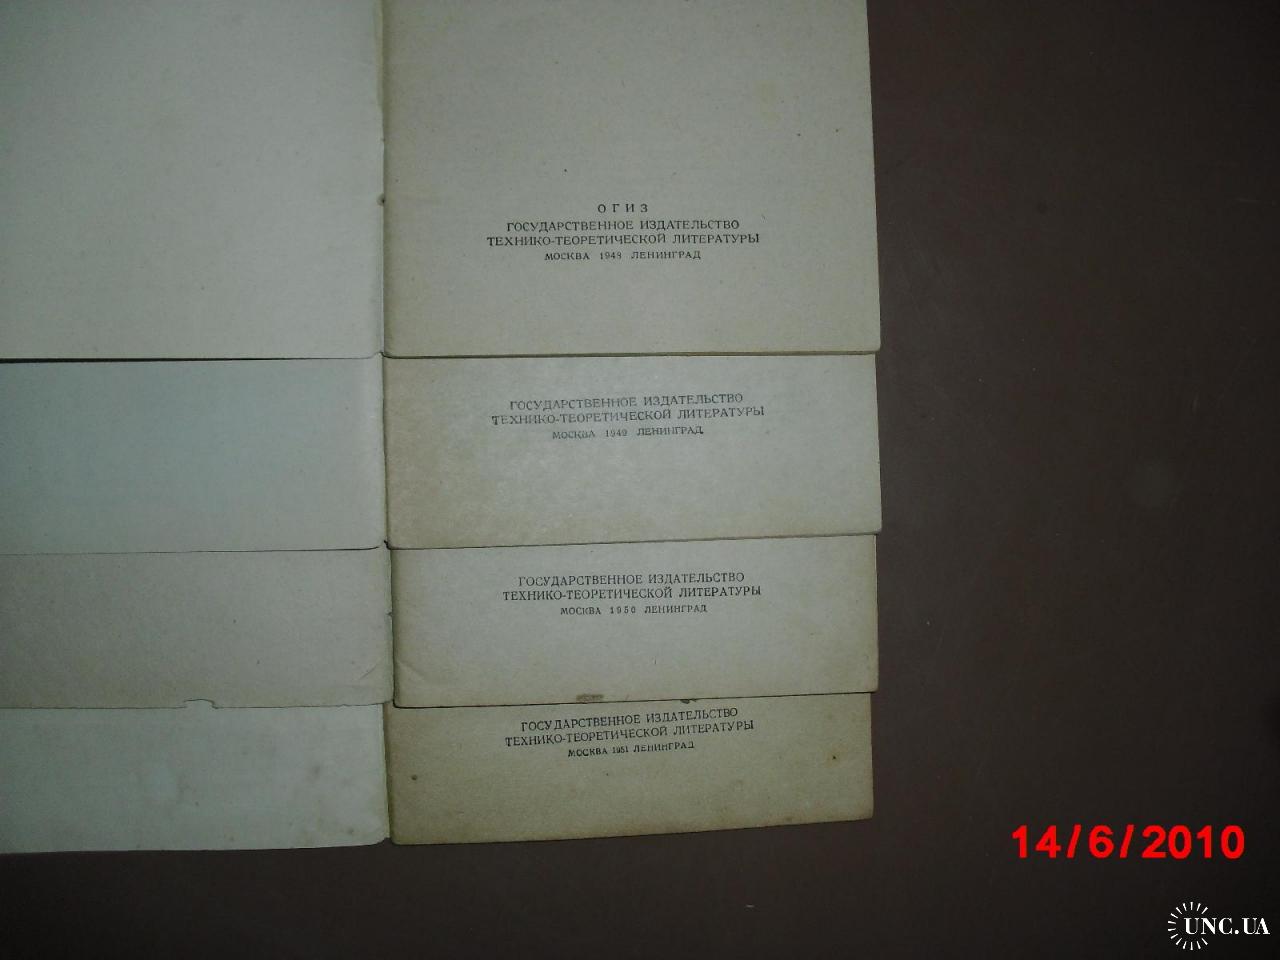 ОГИЗ
ГОСУДАРСТВЕННОЕ ИЗДАТЕЛЬСТВО
ТЕХНИКО-ТЕОРЕТИЧЕСКОЙ ЛИТЕРАТУРЫ
МОСКВА 1948 ЛЕНИНГРАД
ГОСУДАРСТВЕННОЕ ИЗДАТЕЛЬСТВО
ТЕХНИКО-ТЕОРЕТИЧЕСКОЙ ЛИТЕРАТУРЫ
МОСКВА 1949 ЛЕНИНГРАД
ГОСУДАРСТВЕННОЕ ИЗДАТЕЛЬСТВО
ТЕХНИКО-ТЕОРЕТИЧЕСКОЙ ЛИТЕРАТУРЫ
МОСКВА 1950 ЛЕНИНГРАД
ГОСУДАРСТВЕННОЕ ИЗДАТЕЛЬСТВО
ТЕХНИКО-ТЕОРЕТИЧЕСКОЙ ЛИТЕРАТУРЫ
МОСКВА 1951 ЛЕНИНГРАД
14/6/2010
UNC.UA